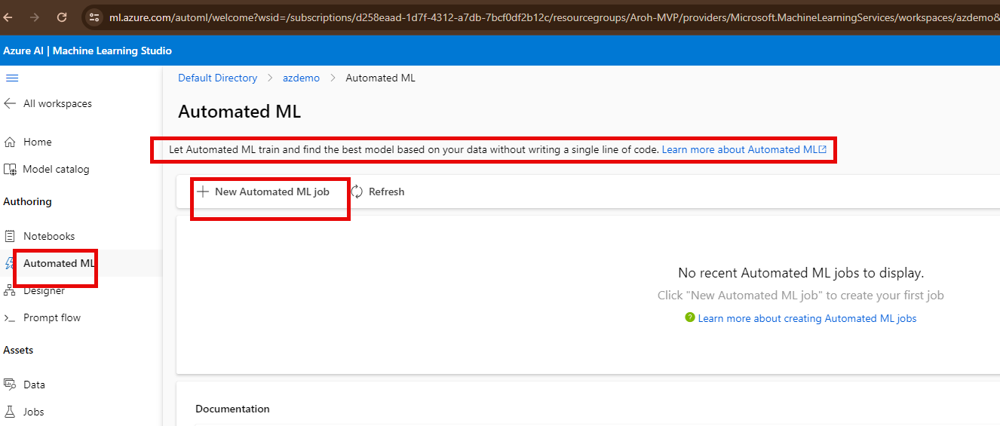 ml.azure.com/automl/welcome?wsid=/subscriptions/d258eaad-1d7f-4312-a7db-7bcf0df2b12c/resourcegroups/Aroh-MVP/providers/Microsoft.MachineLearningServices/workspaces/azdemo&
Azure AI | Machine Learning Studio
Default Directory > azdemo > Automated ML
All workspaces
Automated ML
Home
Let Automated ML train and find the best model based on your data without writing a single line of code. Learn more about Automated ML
Model catalog
New Automated ML job Refresh
Authoring
Notebooks
Automated ML
Designer
Prompt flow
No recent Automated ML jobs to display.
Click "New Automated ML job" to create your first job
Learn more about creating Automated ML jobs
Assets
Data
Jobs
Documentation